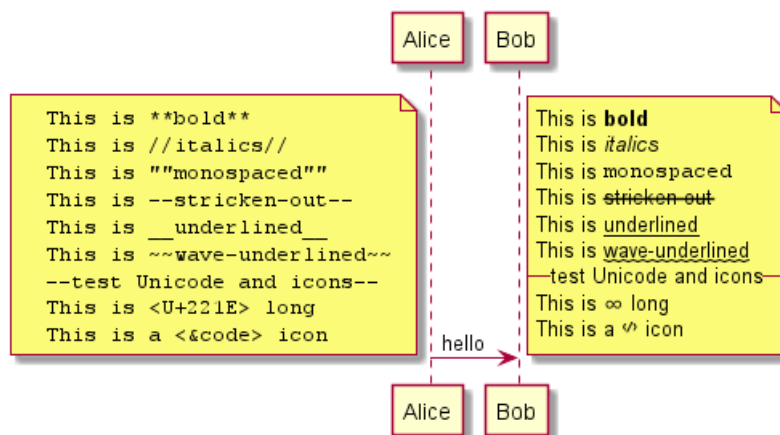 Alice
Bob
This is **bold**
This is //italics//
This is ""monospaced""
This is --stricken-out--
This is __underlined__
This is ~~wave-underlined~~
--test Unicode and icons--
This is <U+221E> long
This is a <&code> icon
This is bold
This is italics
This is monospaced
This is stricken-out
This is underlined
This is wave-underlined
test Unicode and icons
This is ∞ long
This is a </> icon
hello
Alice
Bob